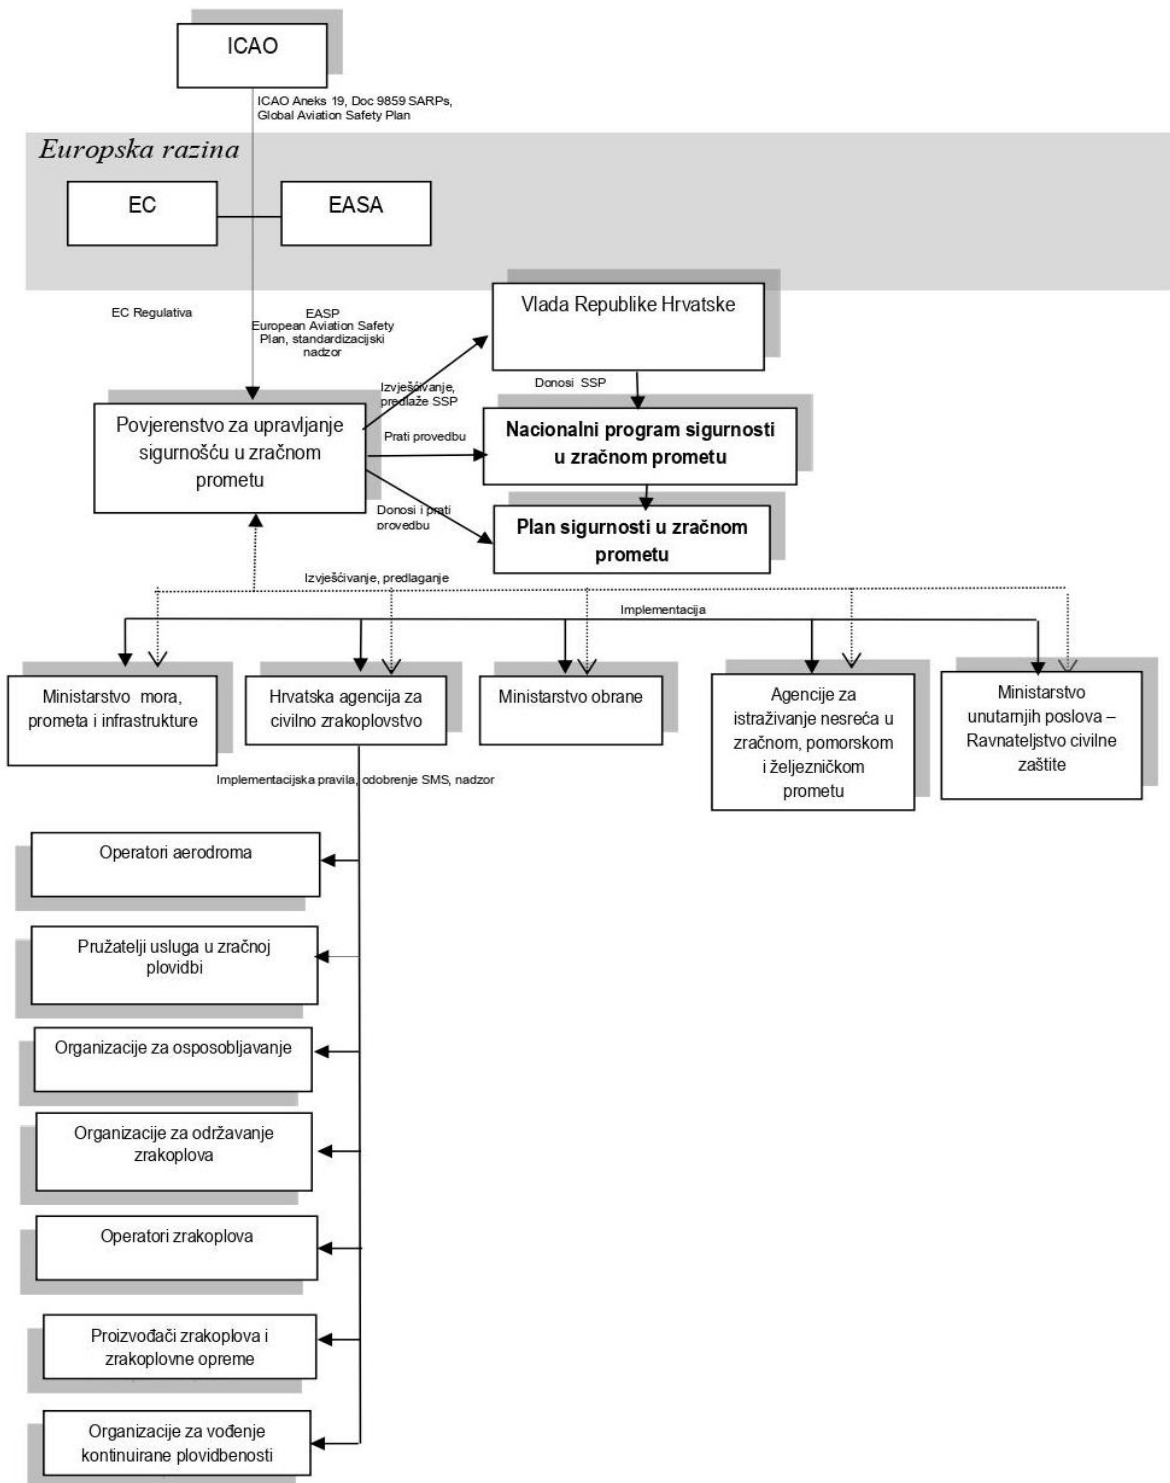 ICAO
ICAO Aneks 19, Doc 9859 SARPs,
Global Aviation Safety Plan
Europska razina
EC
EASA
EC Regulativa
EASP
European Aviation Safety
Plan, standardizacijski
nadzor
Vlada Republike Hrvatske
Izvješćivanje,
predlaže SSP
Donosi SSP
Povjerenstvo za upravljanje
sigurnošću u zračnom
prometu
Prati provedbu
Nacionalni program sigurnosti
u zračnom prometu
Donosi i prati
provedbu
Plan sigurnosti u zračnom
prometu
Izvješćivanje, predlaganje
Implementacija
Ministarstvo mora,
prometa i infrastrukture
Hrvatska agencija za
civilno zrakoplovstvo
Ministarstvo obrane
Agencije za
istraživanje nesreća u
zračnom, pomorskom
i željezničkom
prometu
Ministarstvo
unutarnjih poslova –
Ravnateljstvo civilne
zaštite
Implementacijska pravila, odobrenje SMS, nadzor
Operatori aerodroma
Pružatelji usluga u zračnoj
plovidbi
Organizacije za osposobljavanje
Organizacije za održavanje
zrakoplova
Operatori zrakoplova
Proizvođači zrakoplova i
zrakoplovne opreme
Organizacije za vođenje
kontinuirane plovidbenosti